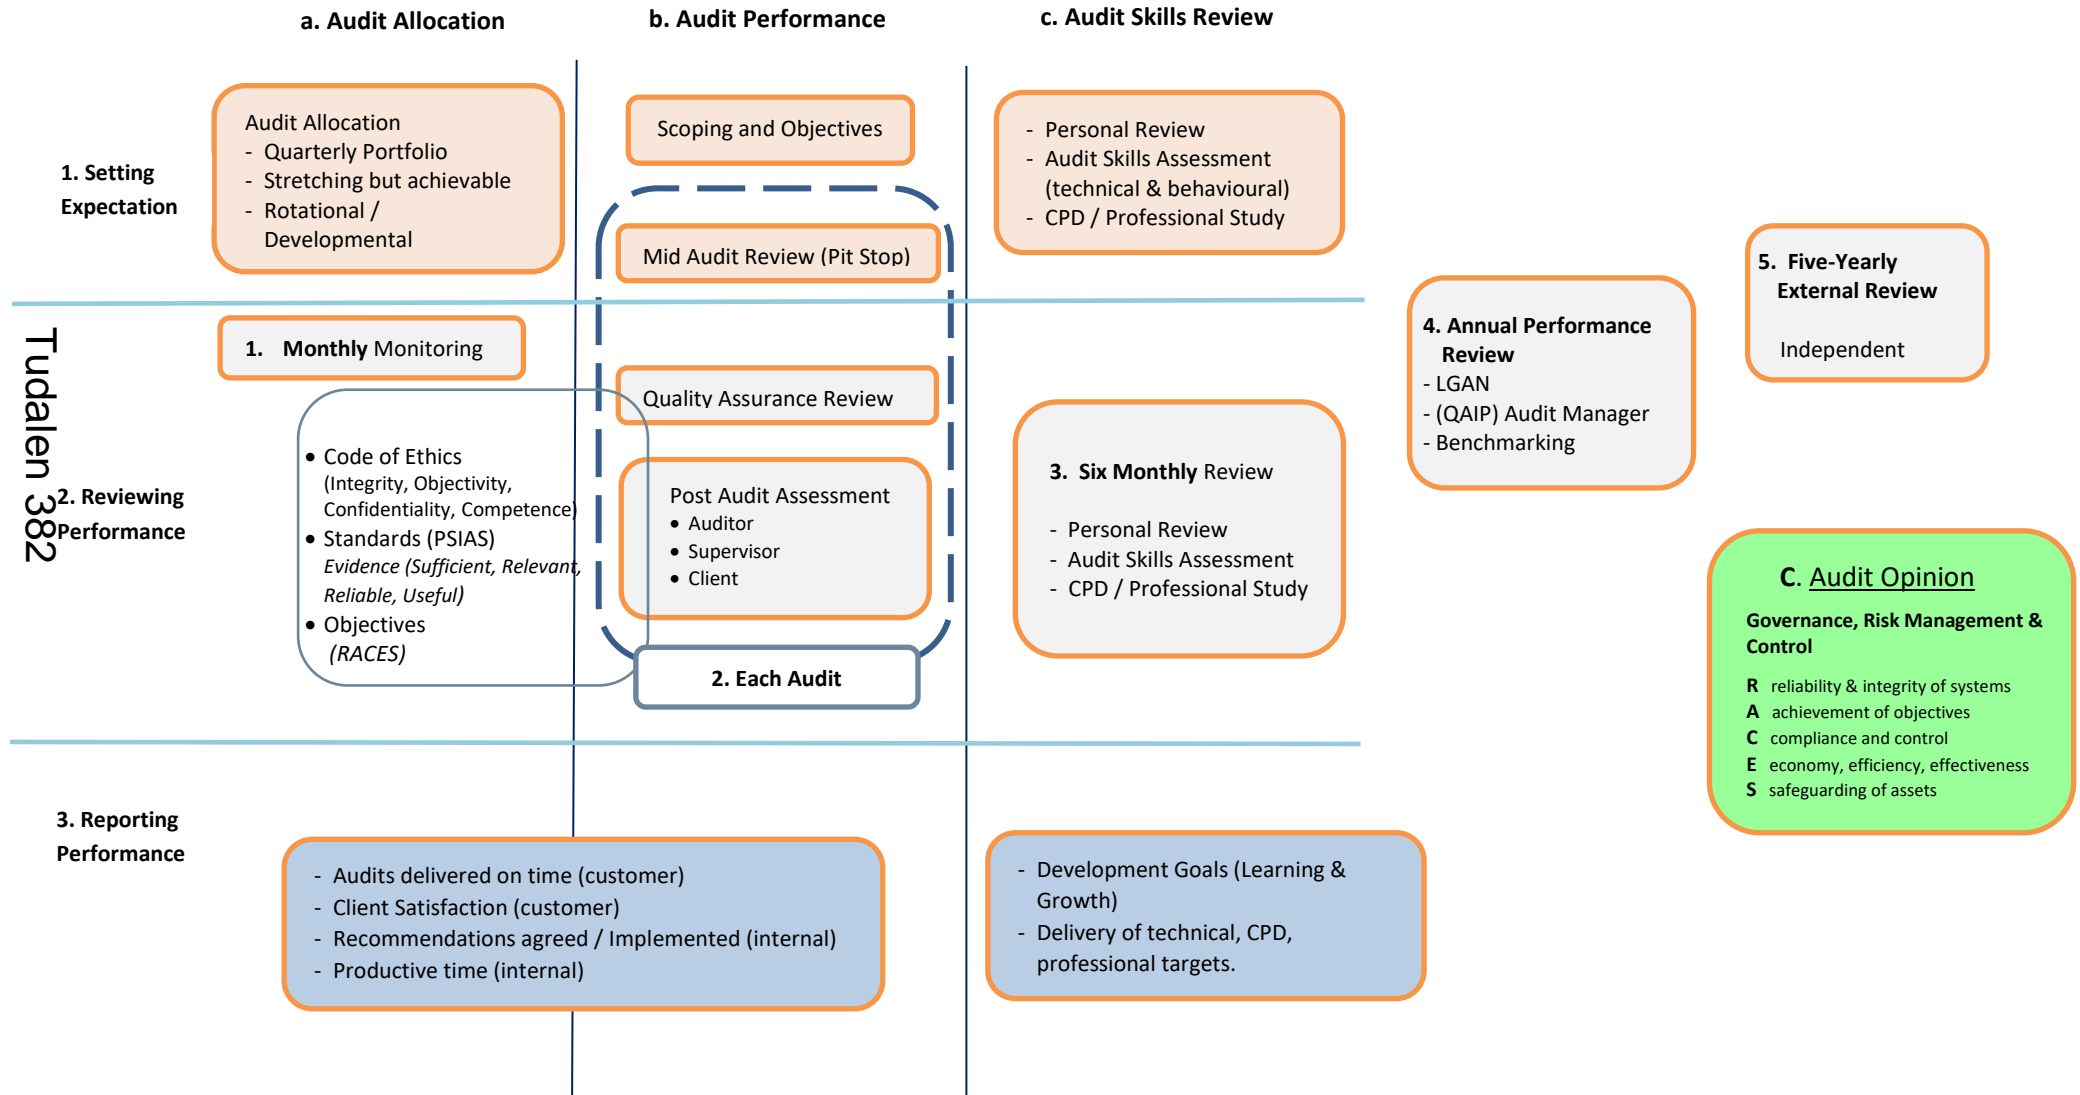 a. Audit Allocation
b. Audit Performance
c. Audit Skills Review
1. Setting
Expectation
Audit Allocation
- Quarterly Portfolio
- Stretching but achievable
- Rotational /
Developmental
Scoping and Objectives
Mid Audit Review (Pit Stop)
- Personal Review
- Audit Skills Assessment
(technical & behavioural)
- CPD / Professional Study
Tudalen 382
2. Reviewing
Performance
1. Monthly Monitoring
• Code of Ethics
(Integrity, Objectivity,
Confidentiality, Competence)
• Standards (PSIAS)
Evidence (Sufficient, Relevant,
Reliable, Useful)
• Objectives
(RACES)
Quality Assurance Review
Post Audit Assessment
• Auditor
• Supervisor
• Client
2. Each Audit
3. Six Monthly Review
- Personal Review
- Audit Skills Assessment
- CPD / Professional Study
4. Annual Performance
Review
- LGAN
- (QAIP) Audit Manager
- Benchmarking
5. Five-Yearly
External Review
Independent
C. Audit Opinion
Governance, Risk Management &
Control
R reliability & integrity of systems
A achievement of objectives
C compliance and control
E economy, efficiency, effectiveness
S safeguarding of assets
3. Reporting
Performance
- Audits delivered on time (customer)
- Client Satisfaction (customer)
- Recommendations agreed / Implemented (internal)
- Productive time (internal)
- Development Goals (Learning &
Growth)
- Delivery of technical, CPD,
professional targets.